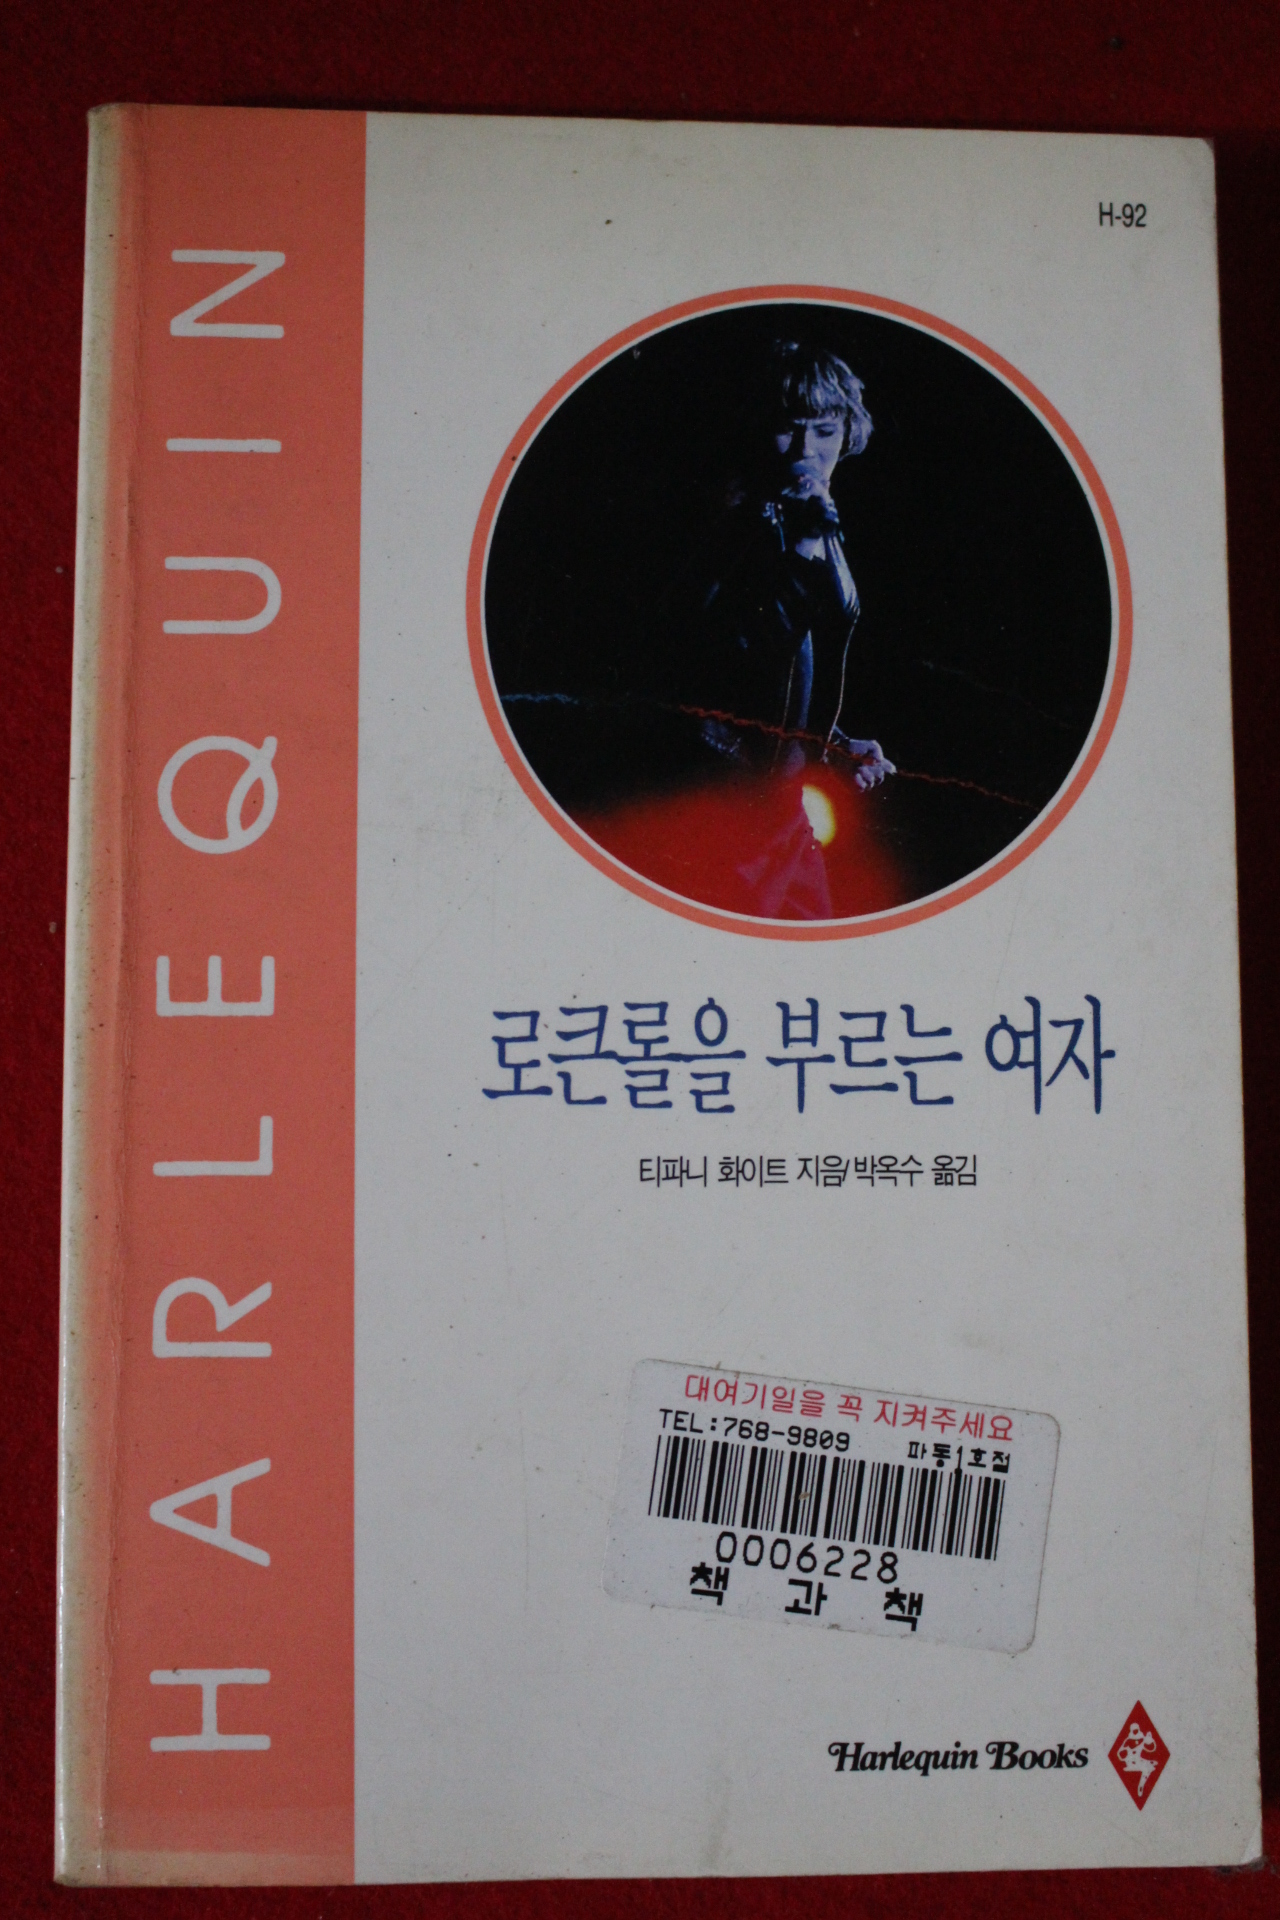 HARLEQUIN
H-92
로큰롤을 부르는 여자
티파니 화이트 지음/박옥수 옮김
대여기일을 꼭 지켜주세요
TEL:768-9809 파동1호점
0006228
책 과 책
Harlequin Books